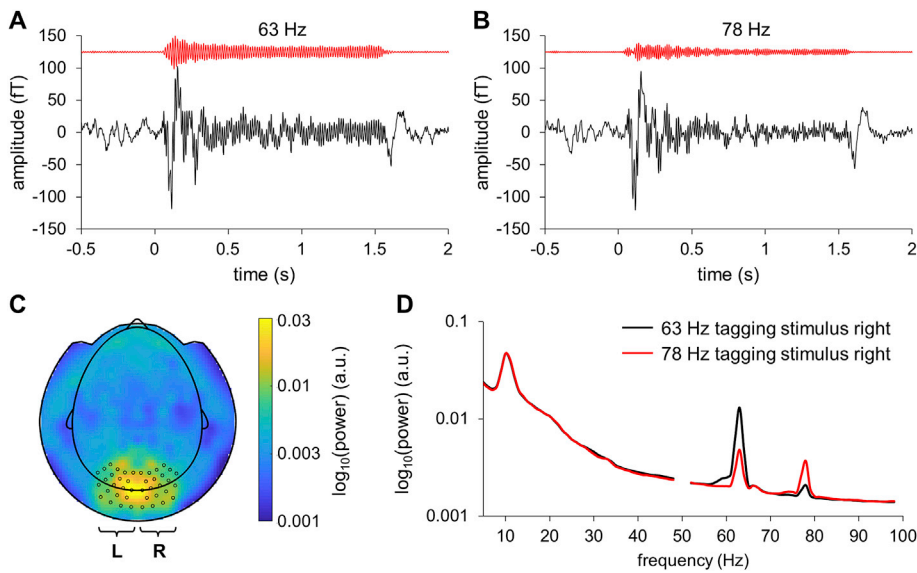 A
63 Hz
150
100
50
0
-50
-100
150
amplitude (fT)
-0.5
0
0.5
1
1.5
2
time (s)
B
78 Hz
150
100
50
0
-50
-100
-150
amplitude (fT)
-0.5
0
0.5
1
1.5
2
time (s)
C
0.03
0.01
0.003
0.001
log10(power) (a.u.)
L
R
D
63 Hz tagging stimulus right
78 Hz tagging stimulus right
0.1
0.01
0.001
log10(power) (a.u.)
10
20
30
40
50
60
70
80
90
100
frequency (Hz)